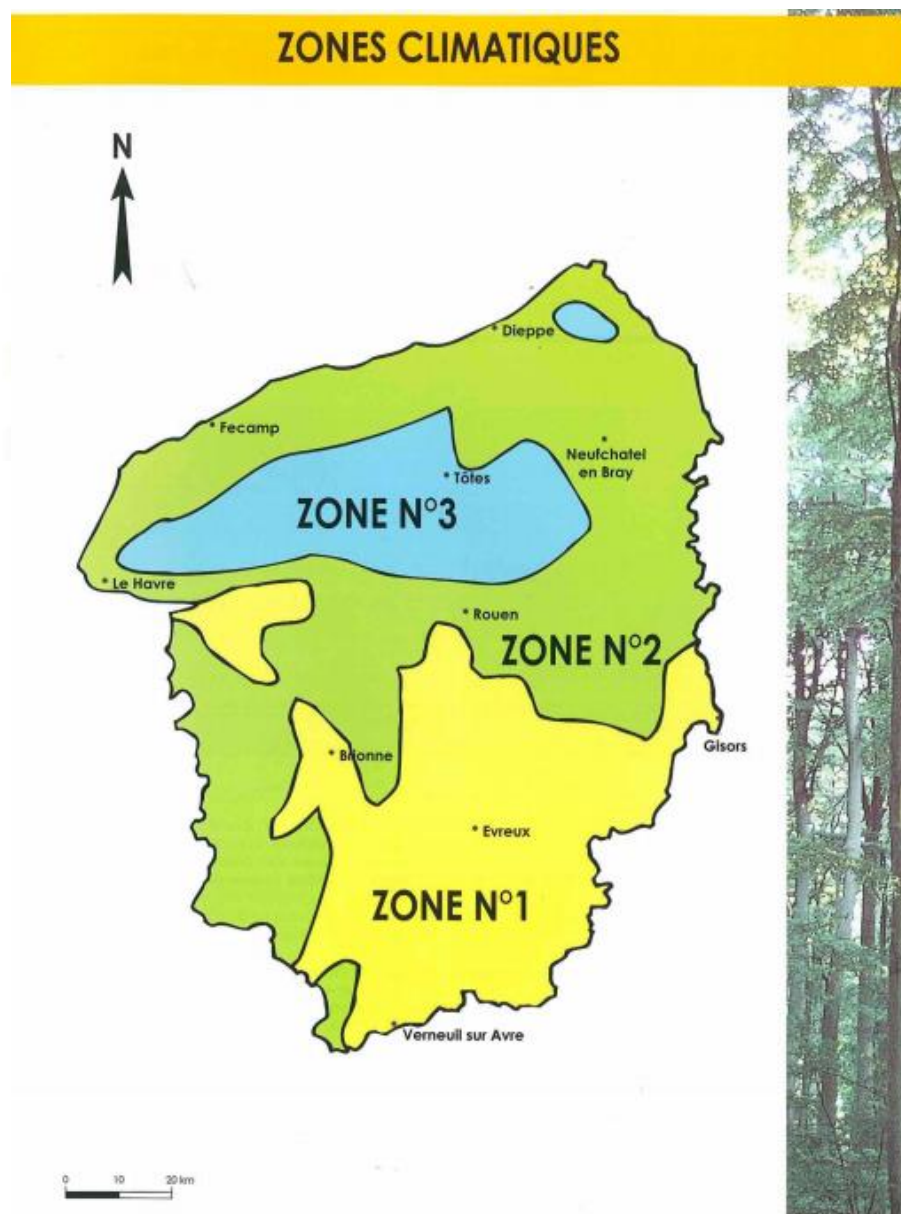 ZONES CLIMATIQUES
N
Dieppe
Fecamp
Neufchatel
en Bray
Tôtes
ZONE N°3
Le Havre
Rouen
ZONE N°2
Gisors
Brionne
Evreux
ZONE N°1
Verneuil sur Avre
0 10 20 km